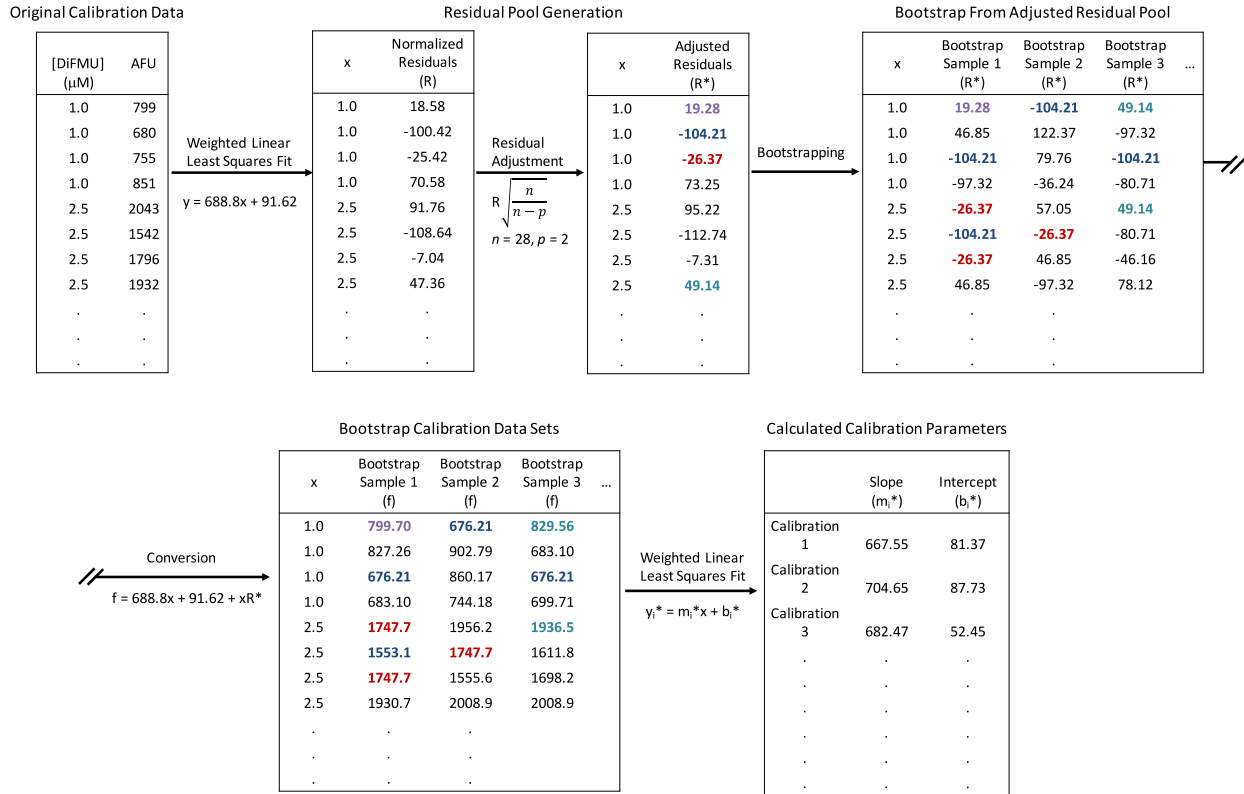 Original Calibration Data
[DiFMU] AFU
(μM)
1.0 799
1.0 680
1.0 755
1.0 851
2.5 2043
2.5 1542
2.5 1796
2.5 1932
. .
. .
. .
Weighted Linear
Least Squares Fit
y = 688.8x + 91.62
Residual Pool Generation
x Normalized
Residuals
(R)
1.0 18.58
1.0 -100.42
1.0 -25.42
1.0 70.58
2.5 91.76
2.5 -108.64
2.5 -7.04
2.5 47.36
. .
. .
. .
Residual
Adjustment
R√(n/(n − p))
n = 28, p = 2
x Adjusted
Residuals
(R*)
1.0 19.28
1.0 -104.21
1.0 -26.37
1.0 73.25
2.5 95.22
2.5 -112.74
2.5 -7.31
2.5 49.14
. .
. .
. .
Bootstrapping
Bootstrap From Adjusted Residual Pool
Bootstrap Bootstrap Bootstrap
x Sample 1 Sample 2 Sample 3 ...
(R*) (R*) (R*)
1.0 19.28 -104.21 49.14
1.0 46.85 122.37 -97.32
1.0 -104.21 79.76 -104.21
1.0 -97.32 -36.24 -80.71
2.5 -26.37 57.05 49.14
2.5 -104.21 -26.37 -80.71
2.5 -26.37 46.85 -46.16
2.5 46.85 -97.32 78.12
. . .
. . .
. . .
Conversion
f = 688.8x + 91.62 + xR*
Bootstrap Calibration Data Sets
Bootstrap Bootstrap Bootstrap
x Sample 1 Sample 2 Sample 3 ...
(f) (f) (f)
1.0 799.70 676.21 829.56
1.0 827.26 902.79 683.10
1.0 676.21 860.17 676.21
1.0 683.10 744.18 699.71
2.5 1747.7 1956.2 1936.5
2.5 1553.1 1747.7 1611.8
2.5 1747.7 1555.6 1698.2
2.5 1930.7 2008.9 2008.9
. . .
. . .
. . .
Weighted Linear
Least Squares Fit
yᵢ* = mᵢ*x + bᵢ*
Calculated Calibration Parameters
Slope Intercept
(mᵢ*) (bᵢ*)
Calibration
1 667.55 81.37
Calibration
2 704.65 87.73
Calibration
3 682.47 52.45
. . .
. . .
. . .
. . .
. . .
. . .